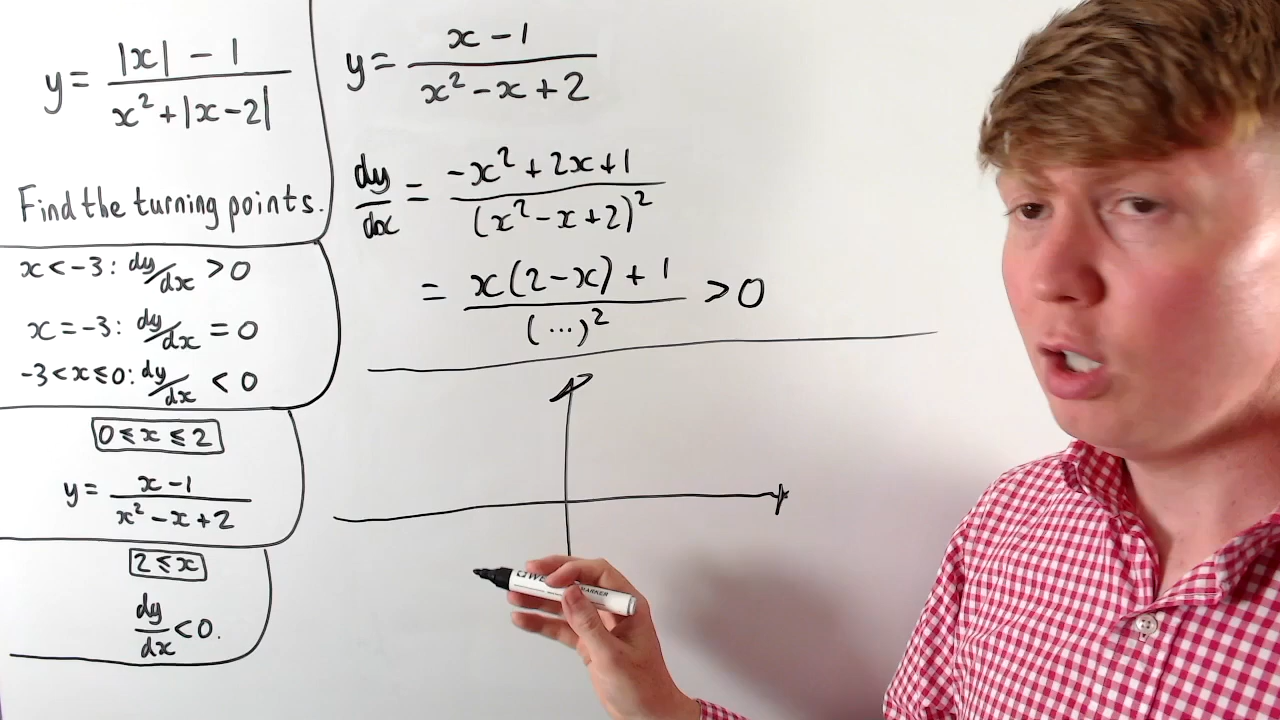 y = |x| - 1 / x² + |x - 2|
Find the turning points.
x < -3 : dy/dx > 0
x = -3 : dy/dx = 0
-3 < x ≤ 0 : dy/dx < 0
0 ≤ x ≤ 2
y = x - 1 / x² - x + 2
2 ≤ x
dy/dx < 0.
y = x - 1 / x² - x + 2
dy/dx = -x² + 2x + 1 / (x² - x + 2)²
= x(2 - x) + 1 / (...)² > 0